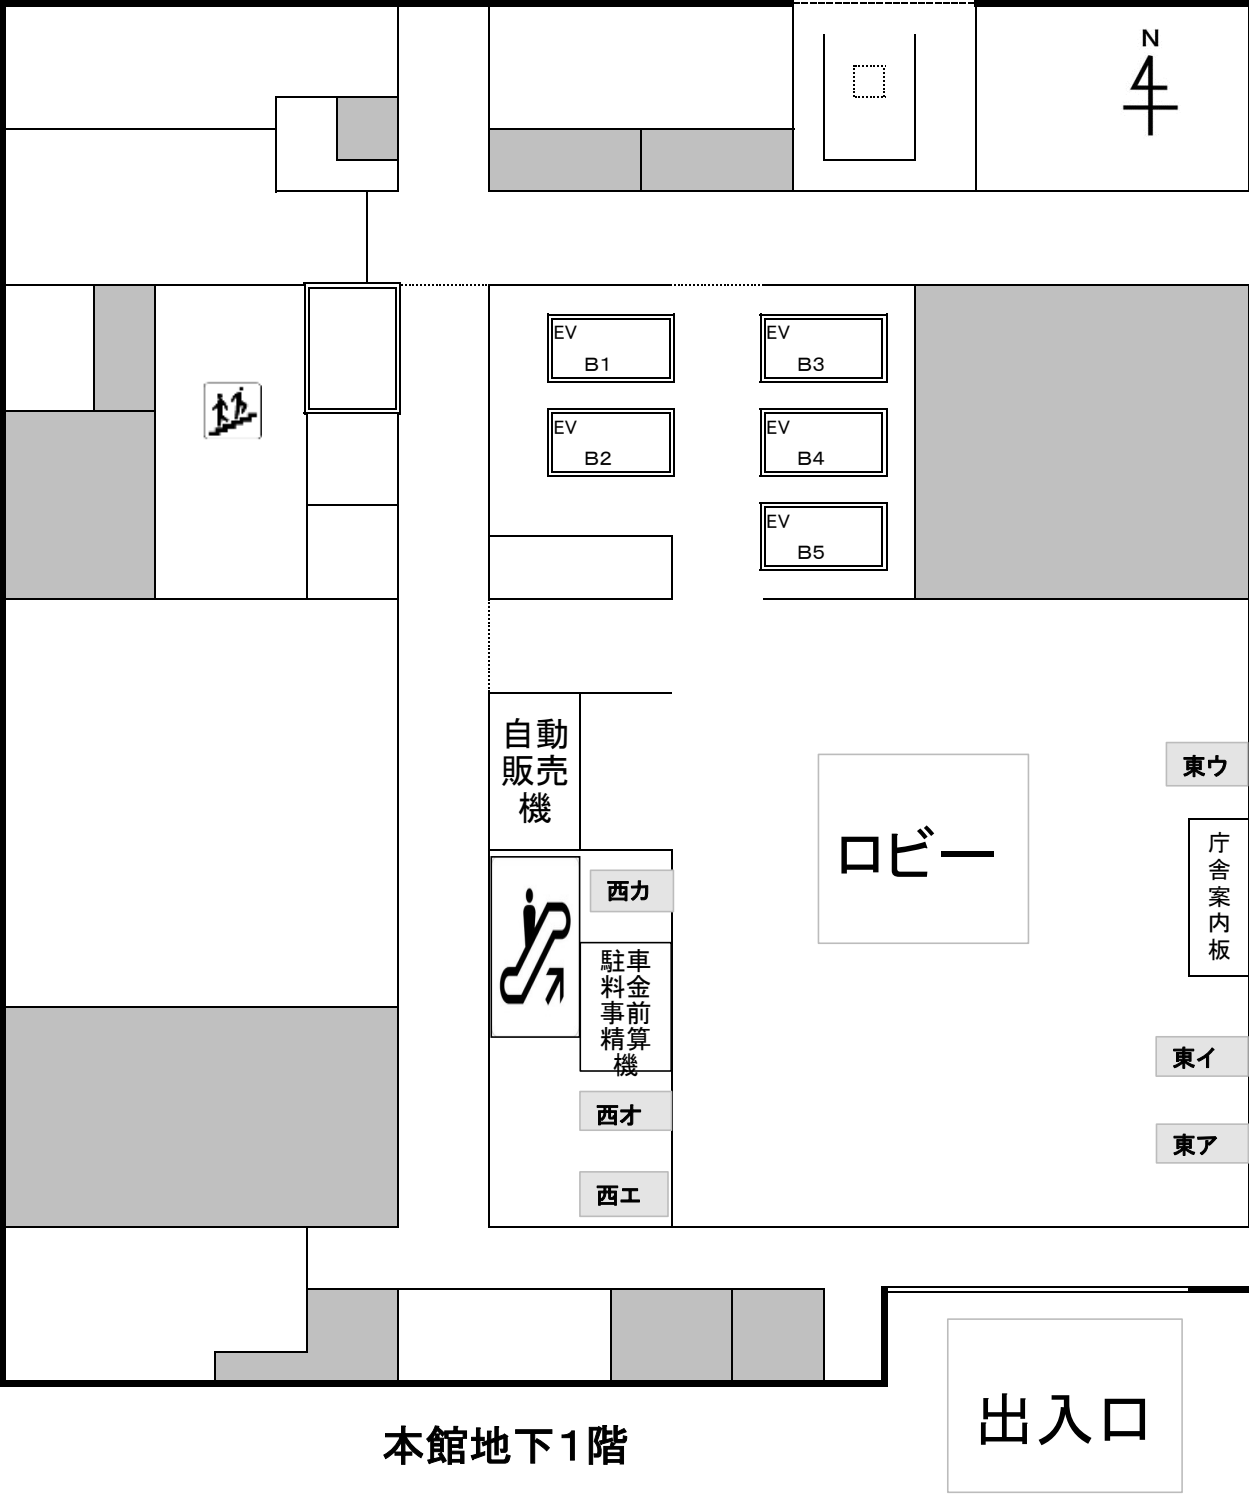 N
EV
B1
EV
B3
EV
B2
EV
B4
EV
B5
自動
販売
機
ロビー
東ウ
庁舎案内板
西カ
駐車
料金
事前
精算
機
東イ
西オ
東ア
西エ
出入口
本館地下1階